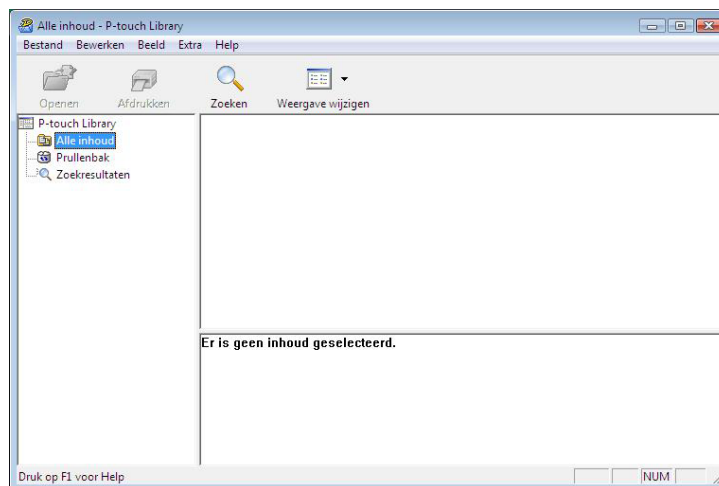 Alle inhoud - P-touch Library
Bestand Bewerken Beeld Extra Help
Openen Afdrukken Zoeken Weergave wijzigen
P-touch Library
Alle inhoud
Prullenbak
Zoekresultaten
Er is geen inhoud geselecteerd.
Druk op F1 voor Help NUM